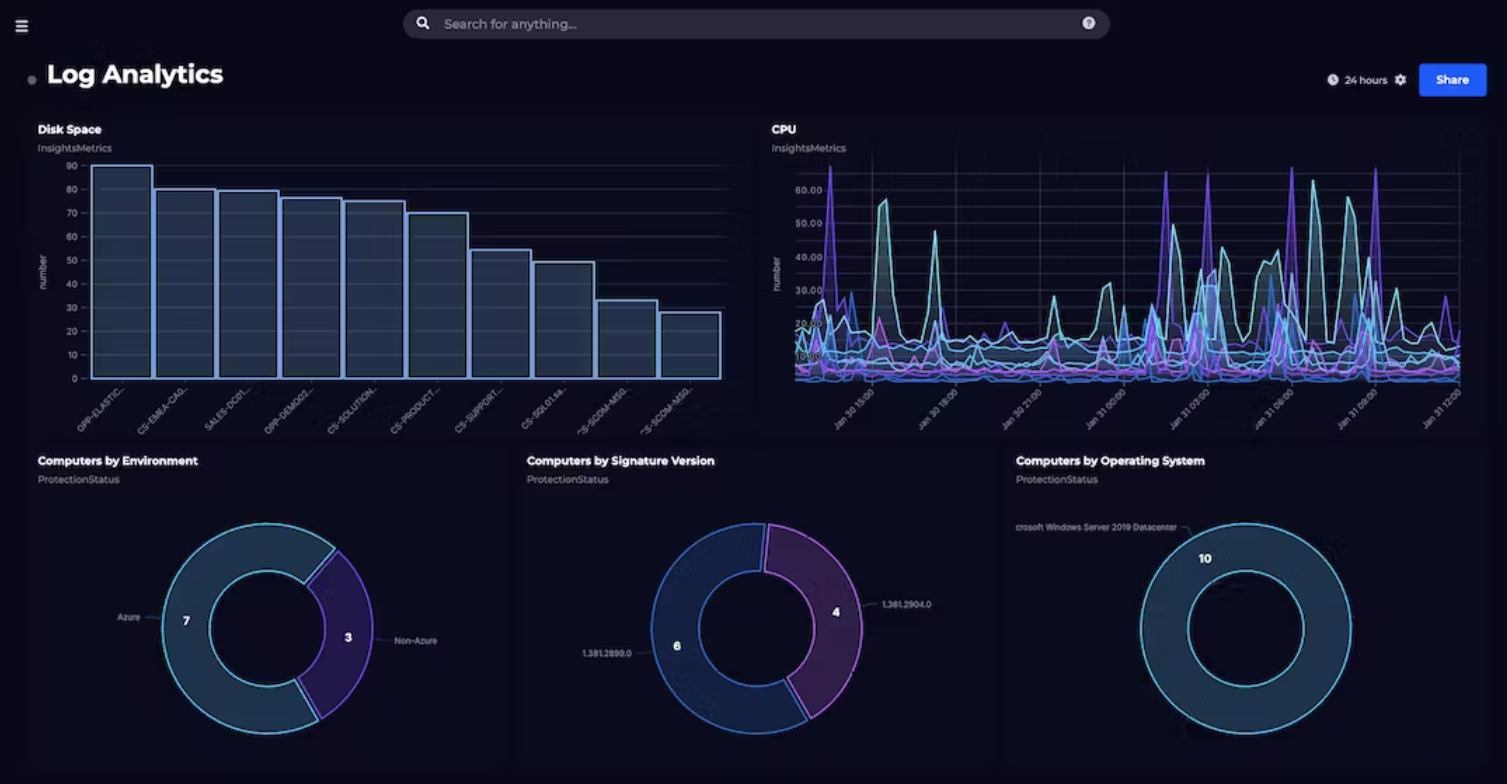 Search for anything...
?
Log Analytics
24 hours
Share
Disk Space
InsightsMetrics
number
90
80
70
60
50
40
30
20
10
0
OPP-ELASTIC...
CS-EMEA-CAG...
SALES-DC01...
OPP-DEMO02...
CS-SOLUTION...
CS-PRODUCT...
CS-SUPPORT...
CS-SQL01.sa...
CS-SCOM-MS0...
CS-SCOM-MS0...
CPU
InsightsMetrics
number
60.00
50.00
40.00
30.00
20.00
10.00
Jan 30 15:00
Jan 30 18:00
Jan 30 21:00
Jan 31 00:00
Jan 31 03:00
Jan 31 06:00
Jan 31 09:00
Jan 31 12:00
Computers by Environment
ProtectionStatus
Azure
7
3
Non-Azure
Computers by Signature Version
ProtectionStatus
1.381.2904.0
4
6
1.381.2899.0
Computers by Operating System
ProtectionStatus
crosoft Windows Server 2019 Datacenter
10